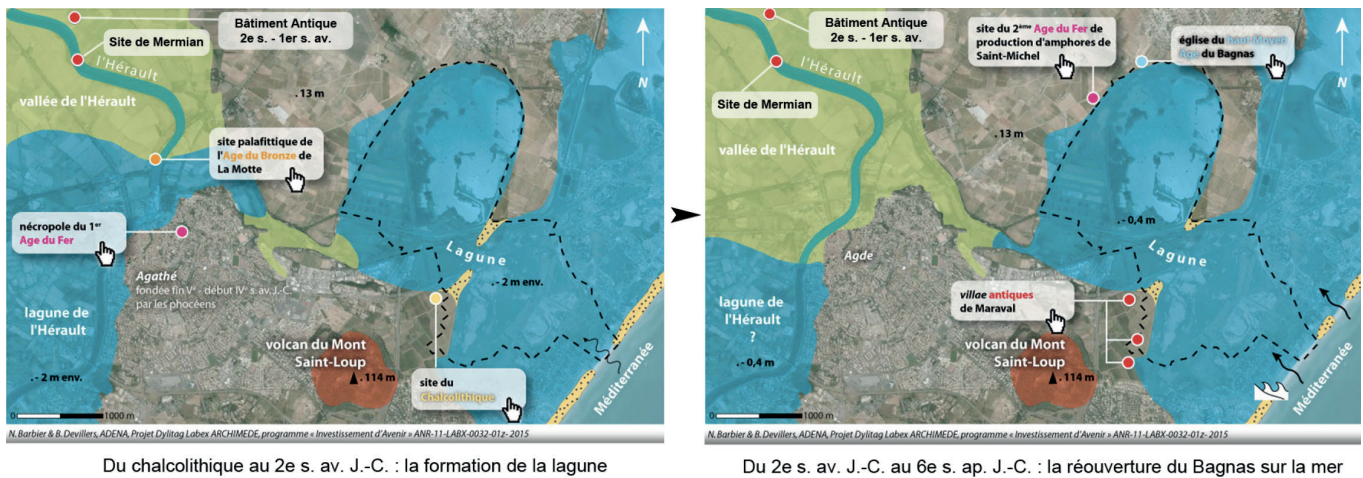 Bâtiment Antique
2e s. - 1er s. av.
Site de Mermian
l'Hérault
vallée de l'Hérault
. 13 m
N
site palafittique de
l'Age du Bronze de
La Motte
nécropole du 1er
Age du Fer
Agathé
fondée fin Ve - début IVe s. av. J.-C.
par les phocéens
Lagune
. - 2 m env.
lagune de
l'Hérault
. - 2 m env.
volcan du Mont
Saint-Loup
. 114 m
site du
Chalcolithique
Méditerranée
0
1000 m
N. Barbier & B. Devillers, ADENA, Projet Dylitag Labex ARCHIMEDE, programme « Investissement d'Avenir » ANR-11-LABX-0032-01z- 2015
Du chalcolithique au 2e s. av. J.-C. : la formation de la lagune
Bâtiment Antique
2e s. - 1er s. av.
site du 2ème Age du Fer de
production d'amphores de
Saint-Michel
église du haut Moyen
Âge du Bagnas
N
l'Hérault
Site de Mermian
vallée de l'Hérault
. 13 m
. - 0,4 m
Lagune
Agde
villae antiques
de Maraval
lagune de
l'Hérault
?
. - 0,4 m
volcan du Mont
Saint-Loup
. 114 m
Méditerranée
0
1000 m
N. Barbier & B. Devillers, ADENA, Projet Dylitag Labex ARCHIMEDE, programme « Investissement d'Avenir » ANR-11-LABX-0032-01z- 2015
Du 2e s. av. J.-C. au 6e s. ap. J.-C. : la réouverture du Bagnas sur la mer